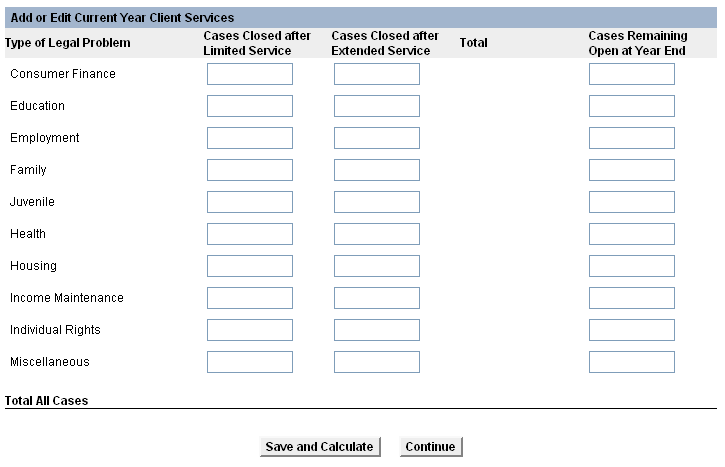 Add or Edit Current Year Client Services
Type of Legal Problem
Cases Closed after
Limited Service
Cases Closed after
Extended Service
Total
Cases Remaining
Open at Year End
Consumer Finance
Education
Employment
Family
Juvenile
Health
Housing
Income Maintenance
Individual Rights
Miscellaneous
Total All Cases
Save and Calculate
Continue